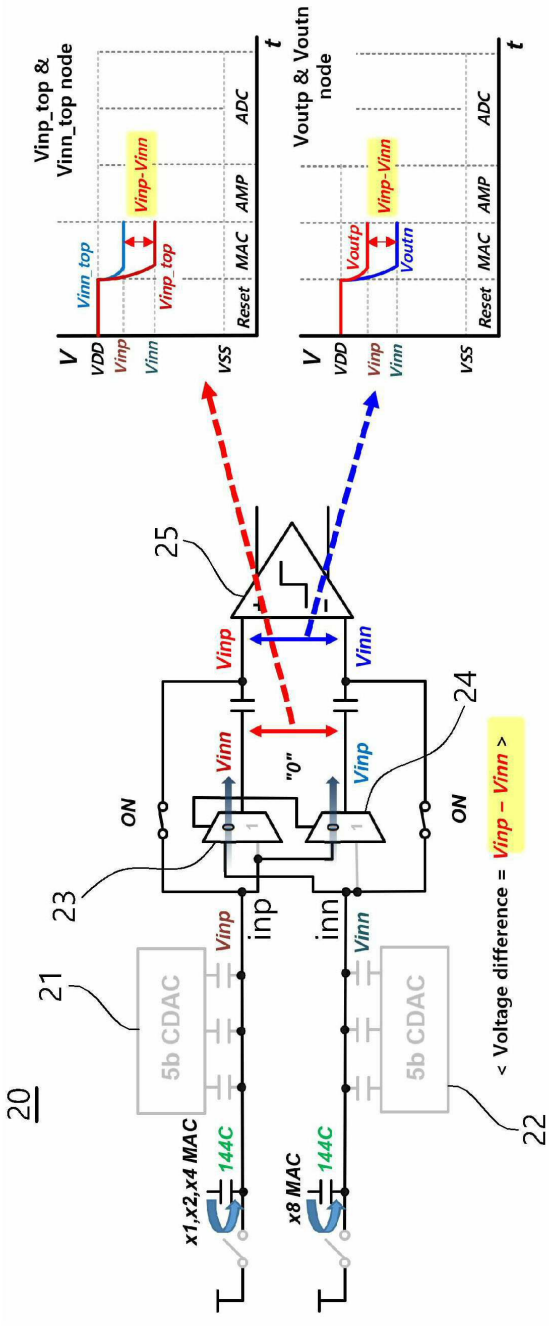 20
21
5b CDAC
x1,x2,x4 MAC
144C
Vinp
inp
23
ON
0
1
Vinn
"0"
Vinp
25
+
−
x8 MAC
144C
Vinn
inn
22
5b CDAC
0
1
Vinp
24
ON
Vinn
< Voltage difference = Vinp − Vinn >
Vinp_top &
Vinn_top node
V
VDD
Vinp
Vinn
VSS
Vinn_top
Vinp_top
Vinp-Vinn
Reset
MAC
AMP
ADC
t
Voutp & Voutn
node
V
VDD
Vinp
Vinn
VSS
Voutp
Voutn
Vinp-Vinn
Reset
MAC
AMP
ADC
t